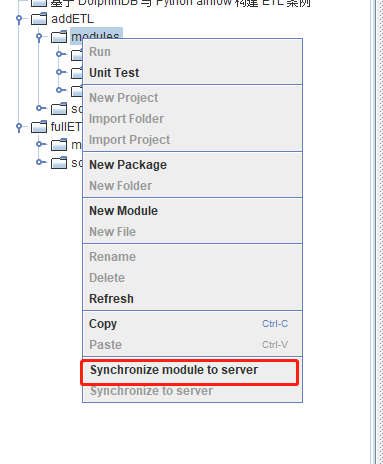 基于 DolphinDB 与 Python airflow 构建 ETL 案例
addETL
modules
Run
Unit Test
New Project
Import Folder
Import Project
New Package
New Folder
New Module
New File
Rename
Delete
Refresh
Copy Ctrl-C
Paste Ctrl-V
Synchronize module to server
Synchronize to server
sc
fullET
m
sc